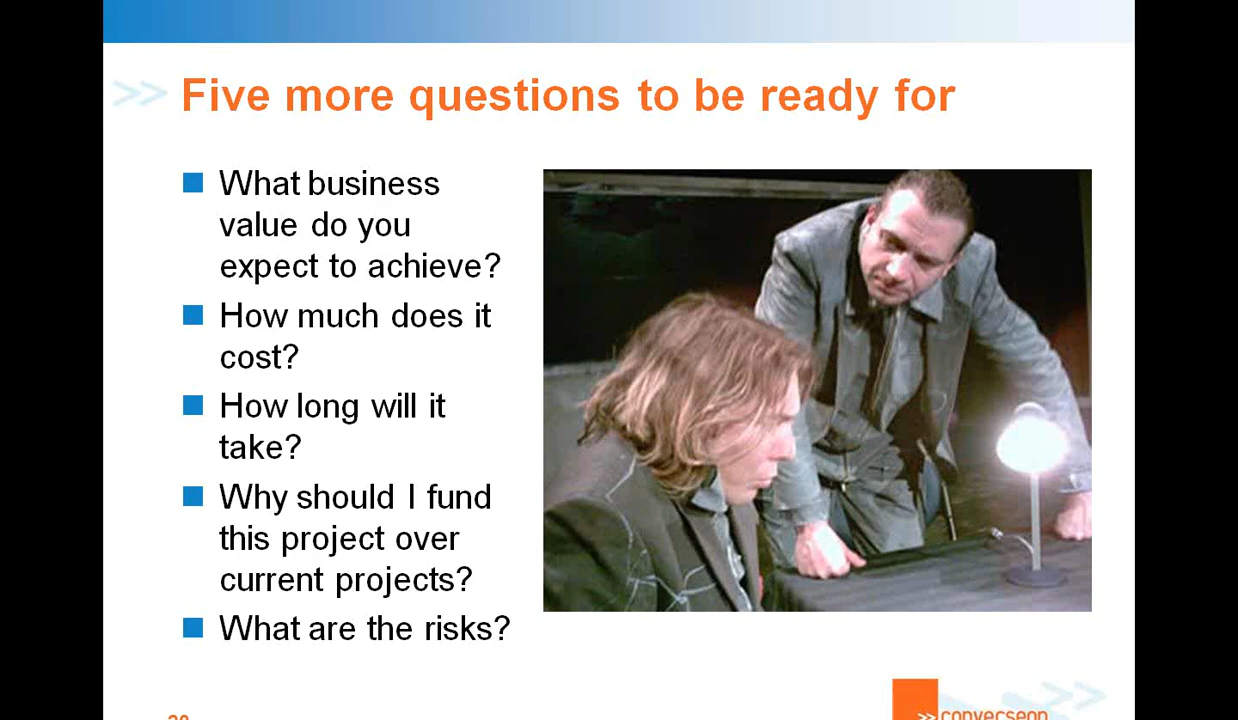 Five more questions to be ready for
What business
value do you
expect to achieve?
How much does it
cost?
How long will it
take?
Why should I fund
this project over
current projects?
What are the risks?
converseon